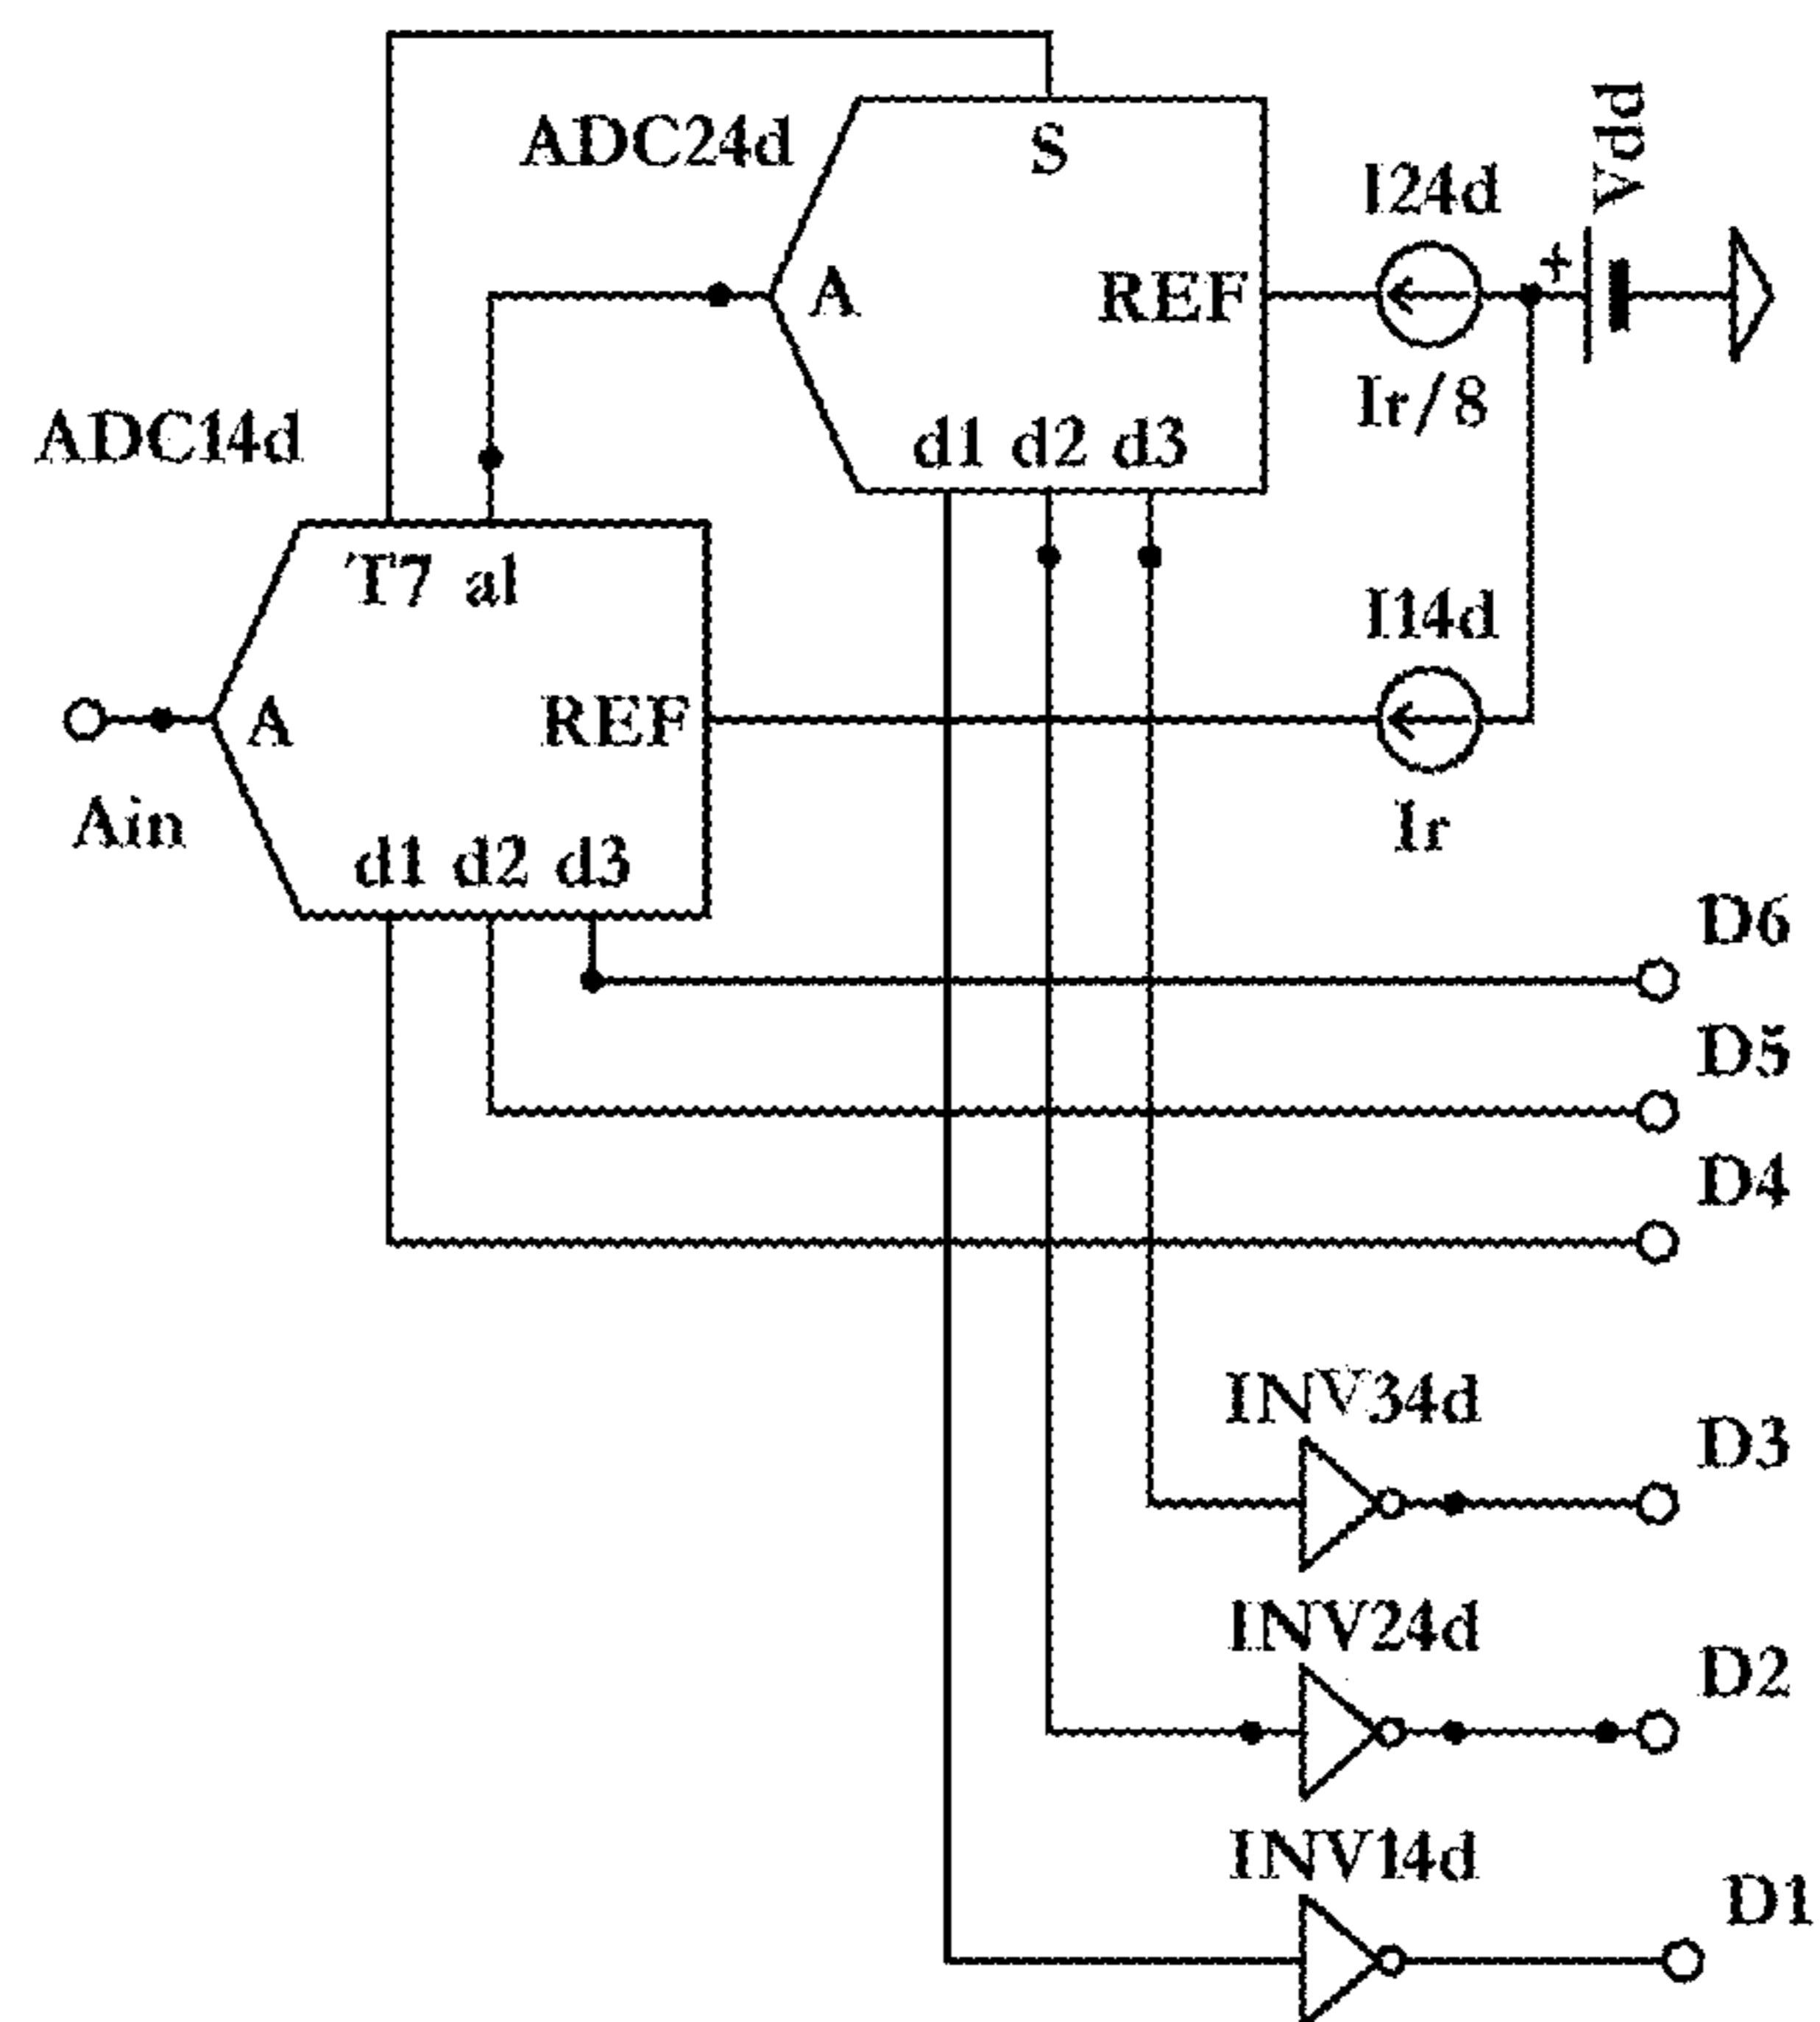 ADC24d
S
Vdd
I24d
+
A
REF
Ir/8
d1 d2 d3
ADC14d
T7 al
I14d
A
REF
Ain
Ir
d1 d2 d3
D6
D5
D4
INV34d
D3
INV24d
D2
INV14d
D1